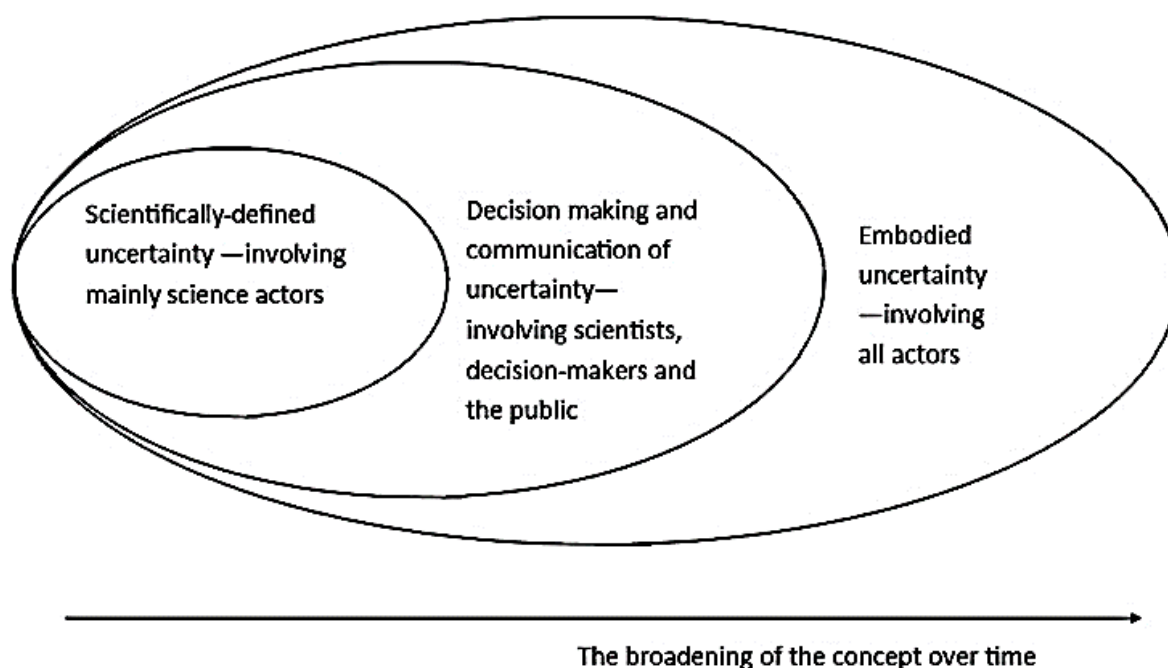 Scientifically-defined
uncertainty —involving
mainly science actors
Decision making and
communication of
uncertainty—
involving scientists,
decision-makers and
the public
Embodied
uncertainty
—involving
all actors
The broadening of the concept over time